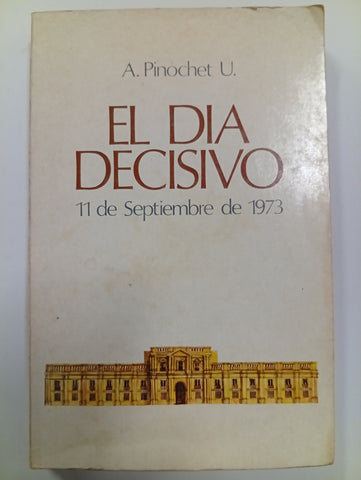 A. Pinochet U.
EL DIA
DECISIVO
11 de Septiembre de 1973